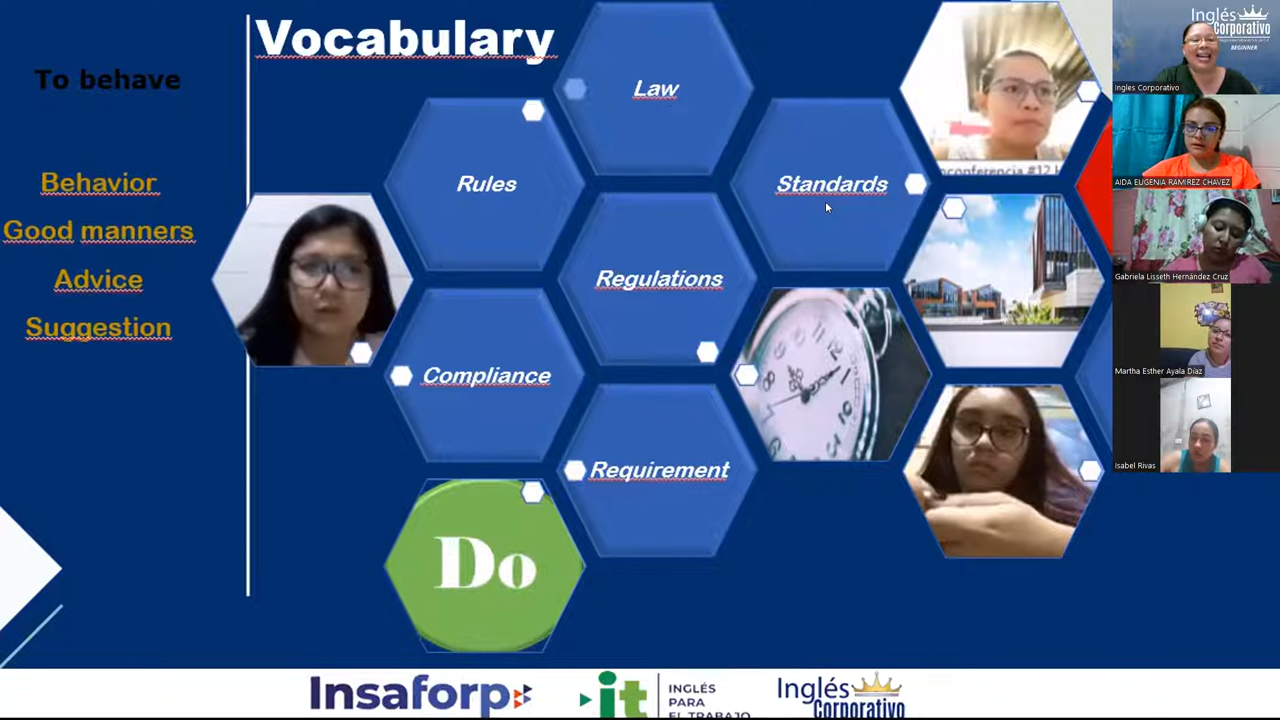 Vocabulary
To behave
Behavior
Good manners
Advice
Suggestion
Law
Rules
Standards
Regulations
Compliance
Requirement
Do
Insaforp
it
INGLÉS
PARA
EL TRABAJO
Inglés
Corporativo
Inglés
Corporativo
BEGINNER
Ingles Corporativo
AIDA EUGENIA RAMIREZ CHAVEZ
Gabriela Lisseth Hernández Cruz
Martha Esther Ayala Díaz
Isabel Rivas